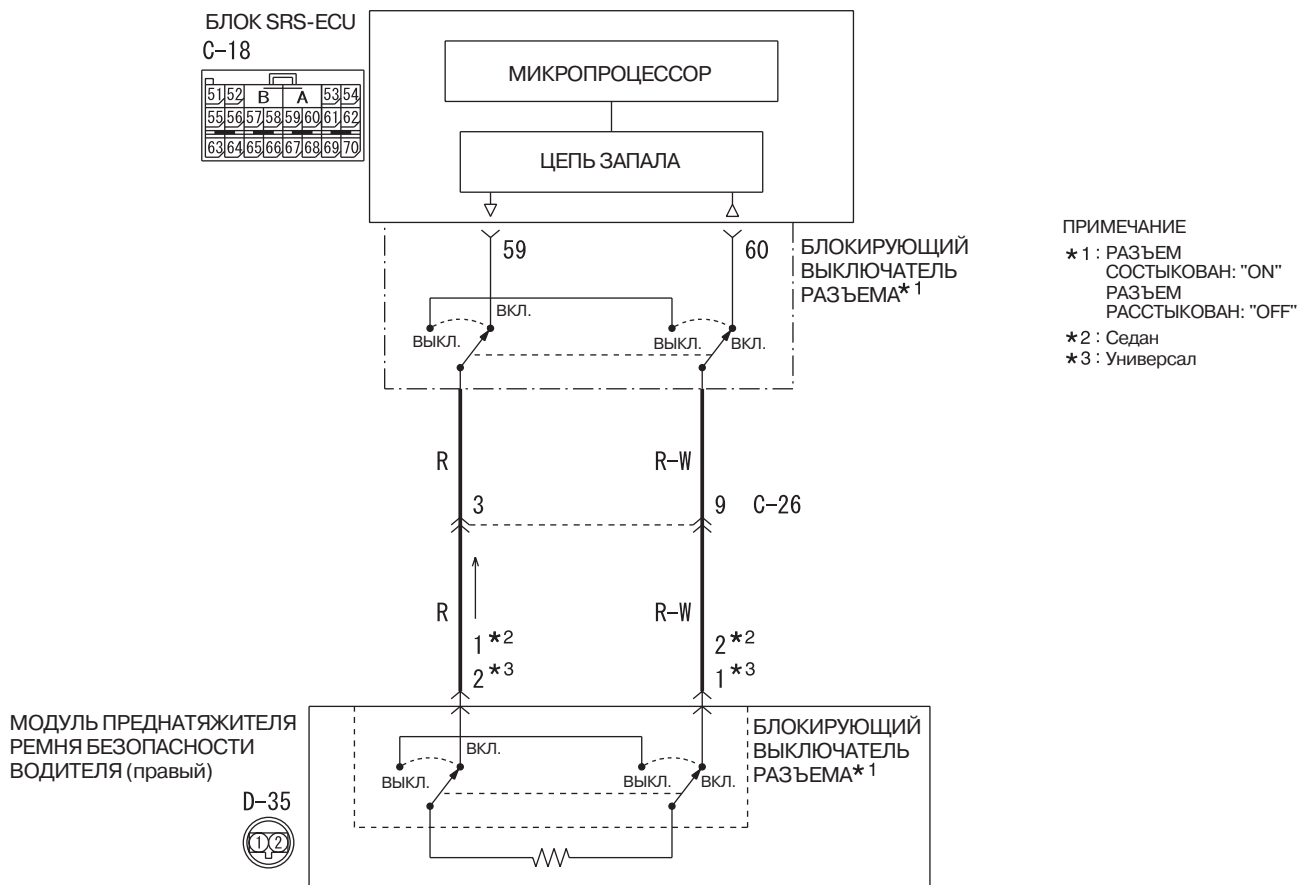 БЛОК SRS-ECU
C-18
51 52 B A 53 54
55 56 57 58 59 60 61 62
63 64 65 66 67 68 69 70
МИКРОПРОЦЕССОР
ЦЕПЬ ЗАПАЛА
59
60
БЛОКИРУЮЩИЙ
ВЫКЛЮЧАТЕЛЬ
РАЗЪЕМА★1
ВКЛ.
ВЫКЛ.
ВЫКЛ.
ВКЛ.
ПРИМЕЧАНИЕ
★1 : РАЗЪЕМ
СОСТЫКОВАН: "ON"
РАЗЪЕМ
РАССТЫКОВАН: "OFF"
★2 : Седан
★3 : Универсал
R
R-W
3
9 C-26
R
R-W
1★2
2★2
2★3
1★3
МОДУЛЬ ПРЕДНАТЯЖИТЕЛЯ
РЕМНЯ БЕЗОПАСНОСТИ
ВОДИТЕЛЯ (правый)
D-35
1 2
БЛОКИРУЮЩИЙ
ВЫКЛЮЧАТЕЛЬ
РАЗЪЕМА★1
ВКЛ.
ВЫКЛ.
ВЫКЛ.
ВКЛ.